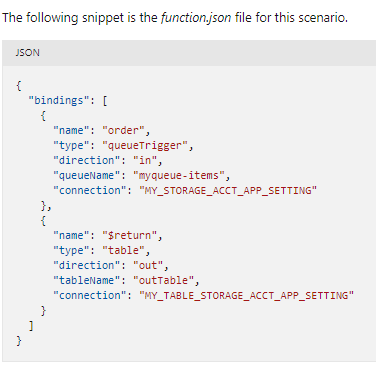 The following snippet is the function.json file for this scenario.
JSON
{
  "bindings": [
    {
      "name": "order",
      "type": "queueTrigger",
      "direction": "in",
      "queueName": "myqueue-items",
      "connection": "MY_STORAGE_ACCT_APP_SETTING"
    },
    {
      "name": "$return",
      "type": "table",
      "direction": "out",
      "tableName": "outTable",
      "connection": "MY_TABLE_STORAGE_ACCT_APP_SETTING"
    }
  ]
}